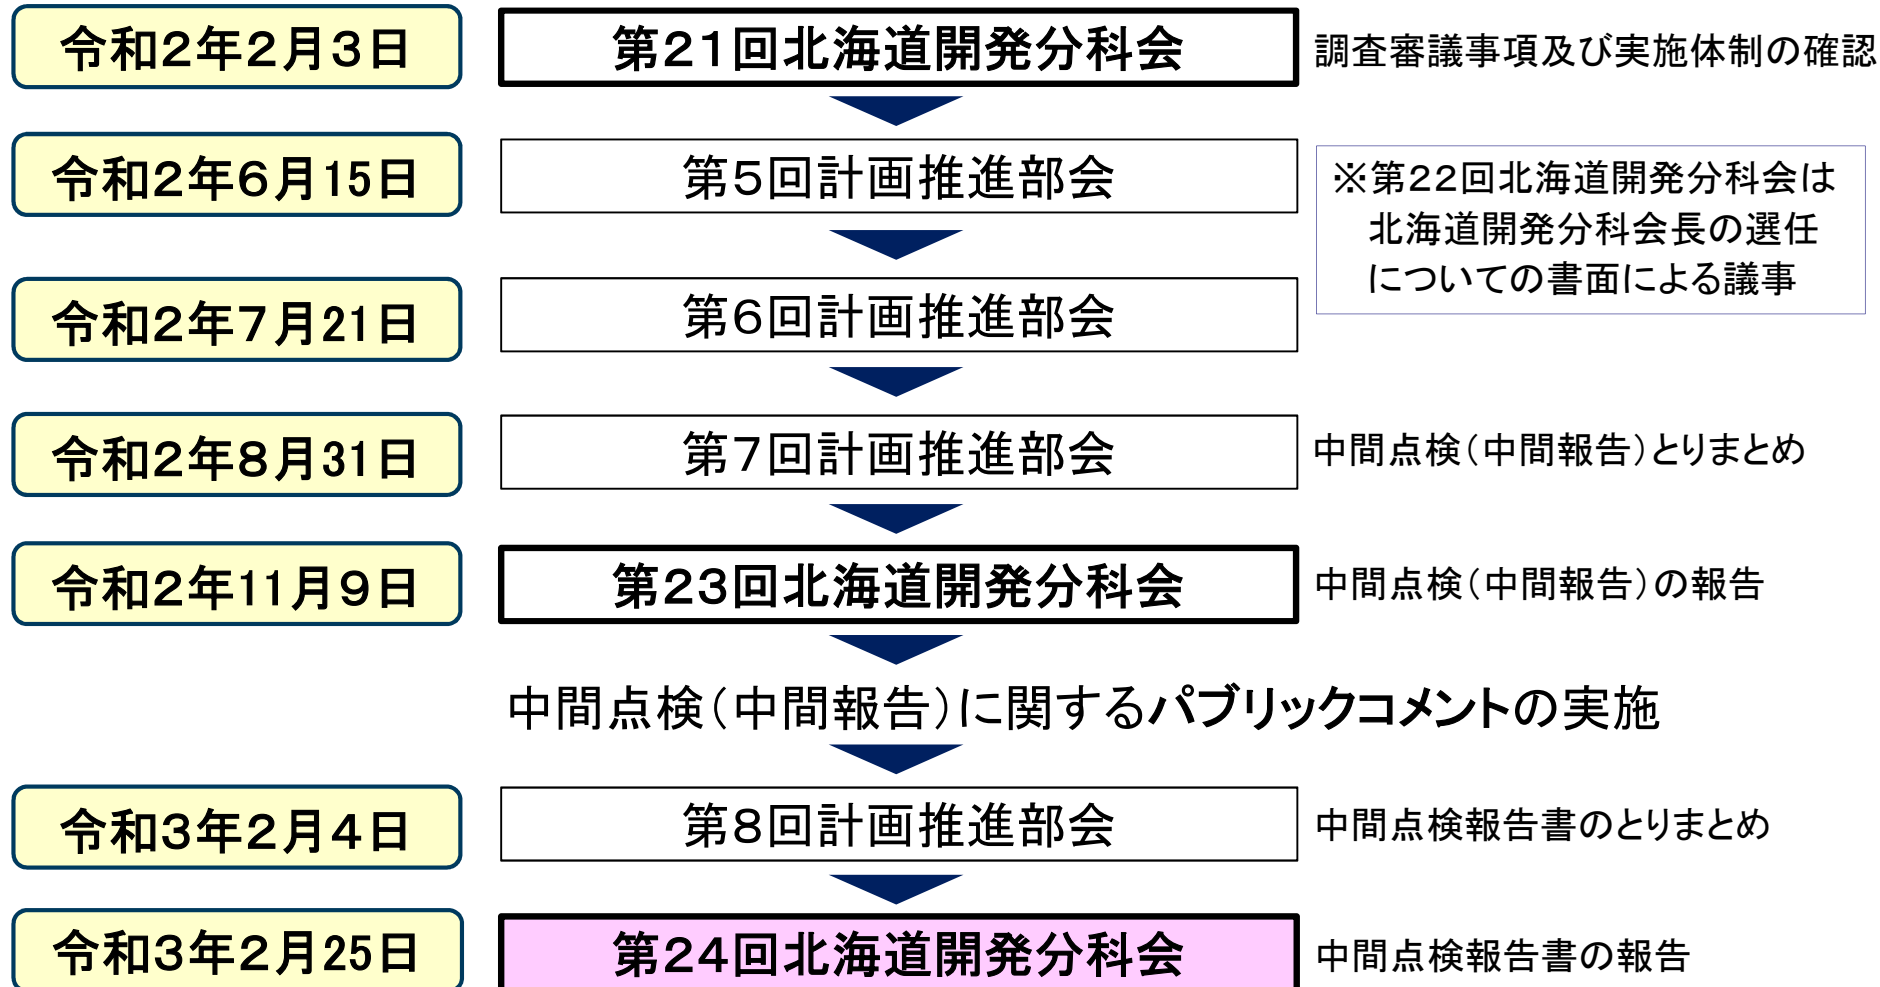 令和２年２月３日
第２１回北海道開発分科会
調査審議事項及び実施体制の確認
令和２年６月15日
第５回計画推進部会
※第２２回北海道開発分科会は
北海道開発分科会長の選任
についての書面による議事
令和２年７月21日
第６回計画推進部会
令和２年８月31日
第７回計画推進部会
中間点検（中間報告）とりまとめ
令和２年11月９日
第２３回北海道開発分科会
中間点検（中間報告）の報告
中間点検（中間報告）に関するパブリックコメントの実施
令和３年２月４日
第８回計画推進部会
中間点検報告書のとりまとめ
令和３年２月25日
第２４回北海道開発分科会
中間点検報告書の報告